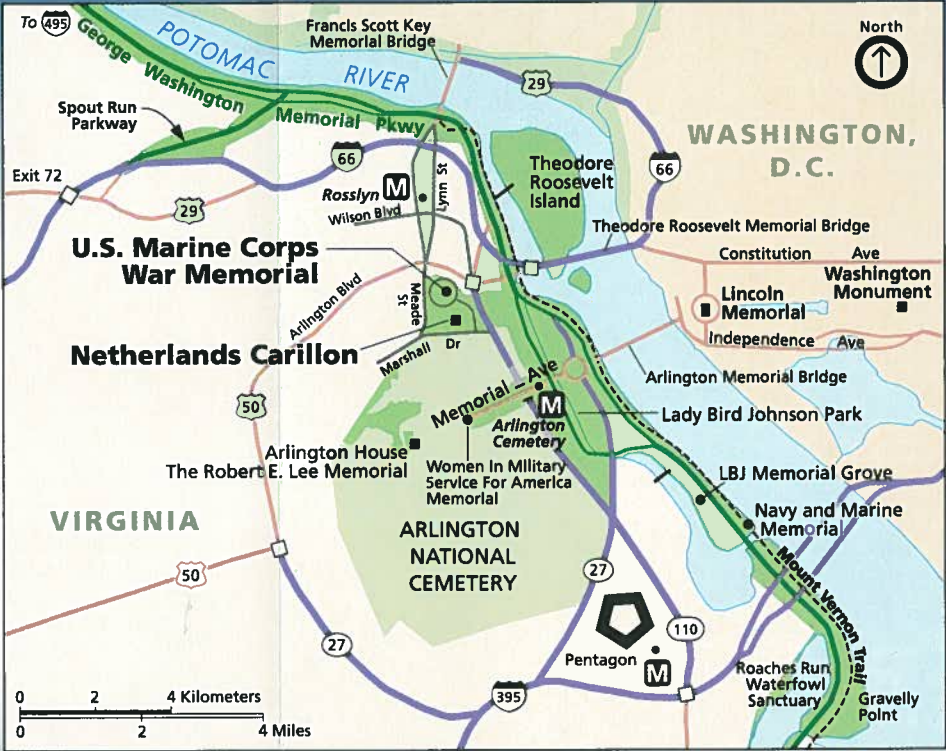 To 495
George Washington
Memorial Pkwy
POTOMAC
RIVER
Francis Scott Key
Memorial Bridge
North
29
Spout Run
Parkway
66
WASHINGTON,
D.C.
66
Theodore
Roosevelt
Island
Exit 72
29
Rosslyn M
Lynn St
Wilson Blvd
Theodore Roosevelt Memorial Bridge
Constitution Ave
U.S. Marine Corps
War Memorial
Washington
Monument
Lincoln
Memorial
Arlington Blvd
Meade
St
Independence Ave
Netherlands Carillon
Marshall Dr
Arlington Memorial Bridge
Memorial Ave
50
M
Arlington
Cemetery
Lady Bird Johnson Park
Arlington House
The Robert E. Lee Memorial
Women In Military
Service For America
Memorial
LBJ Memorial Grove
Navy and Marine
Memorial
VIRGINIA
ARLINGTON
NATIONAL
CEMETERY
Mount Vernon Trail
50
27
27
110
Pentagon
M
395
Roaches Run
Waterfowl
Sanctuary
Gravelly
Point
0 2 4 Kilometers
0 2 4 Miles